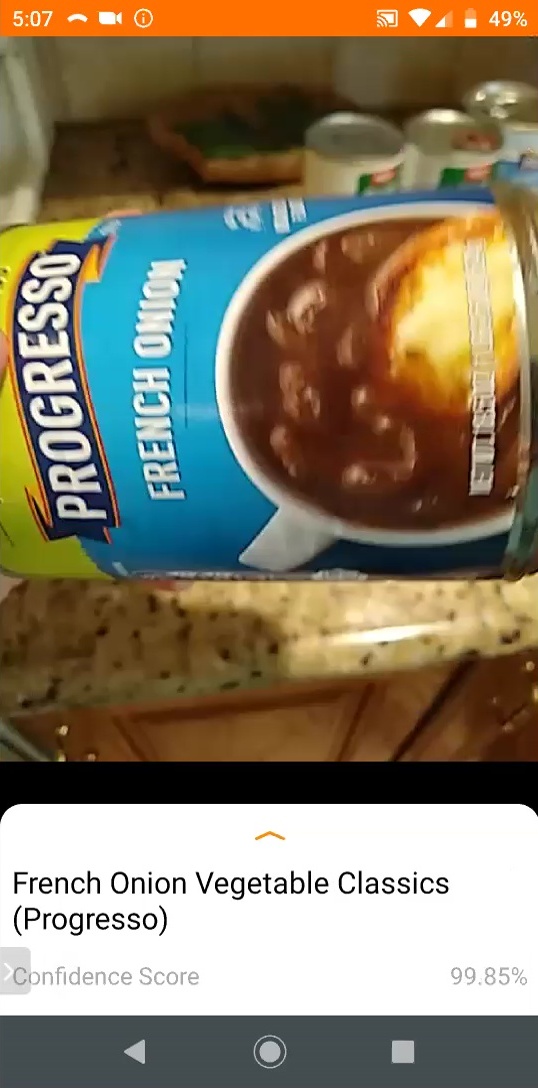 5:07
49%
PROGRESSO
FRENCH ONION
French Onion Vegetable Classics
(Progresso)
Confidence Score
99.85%